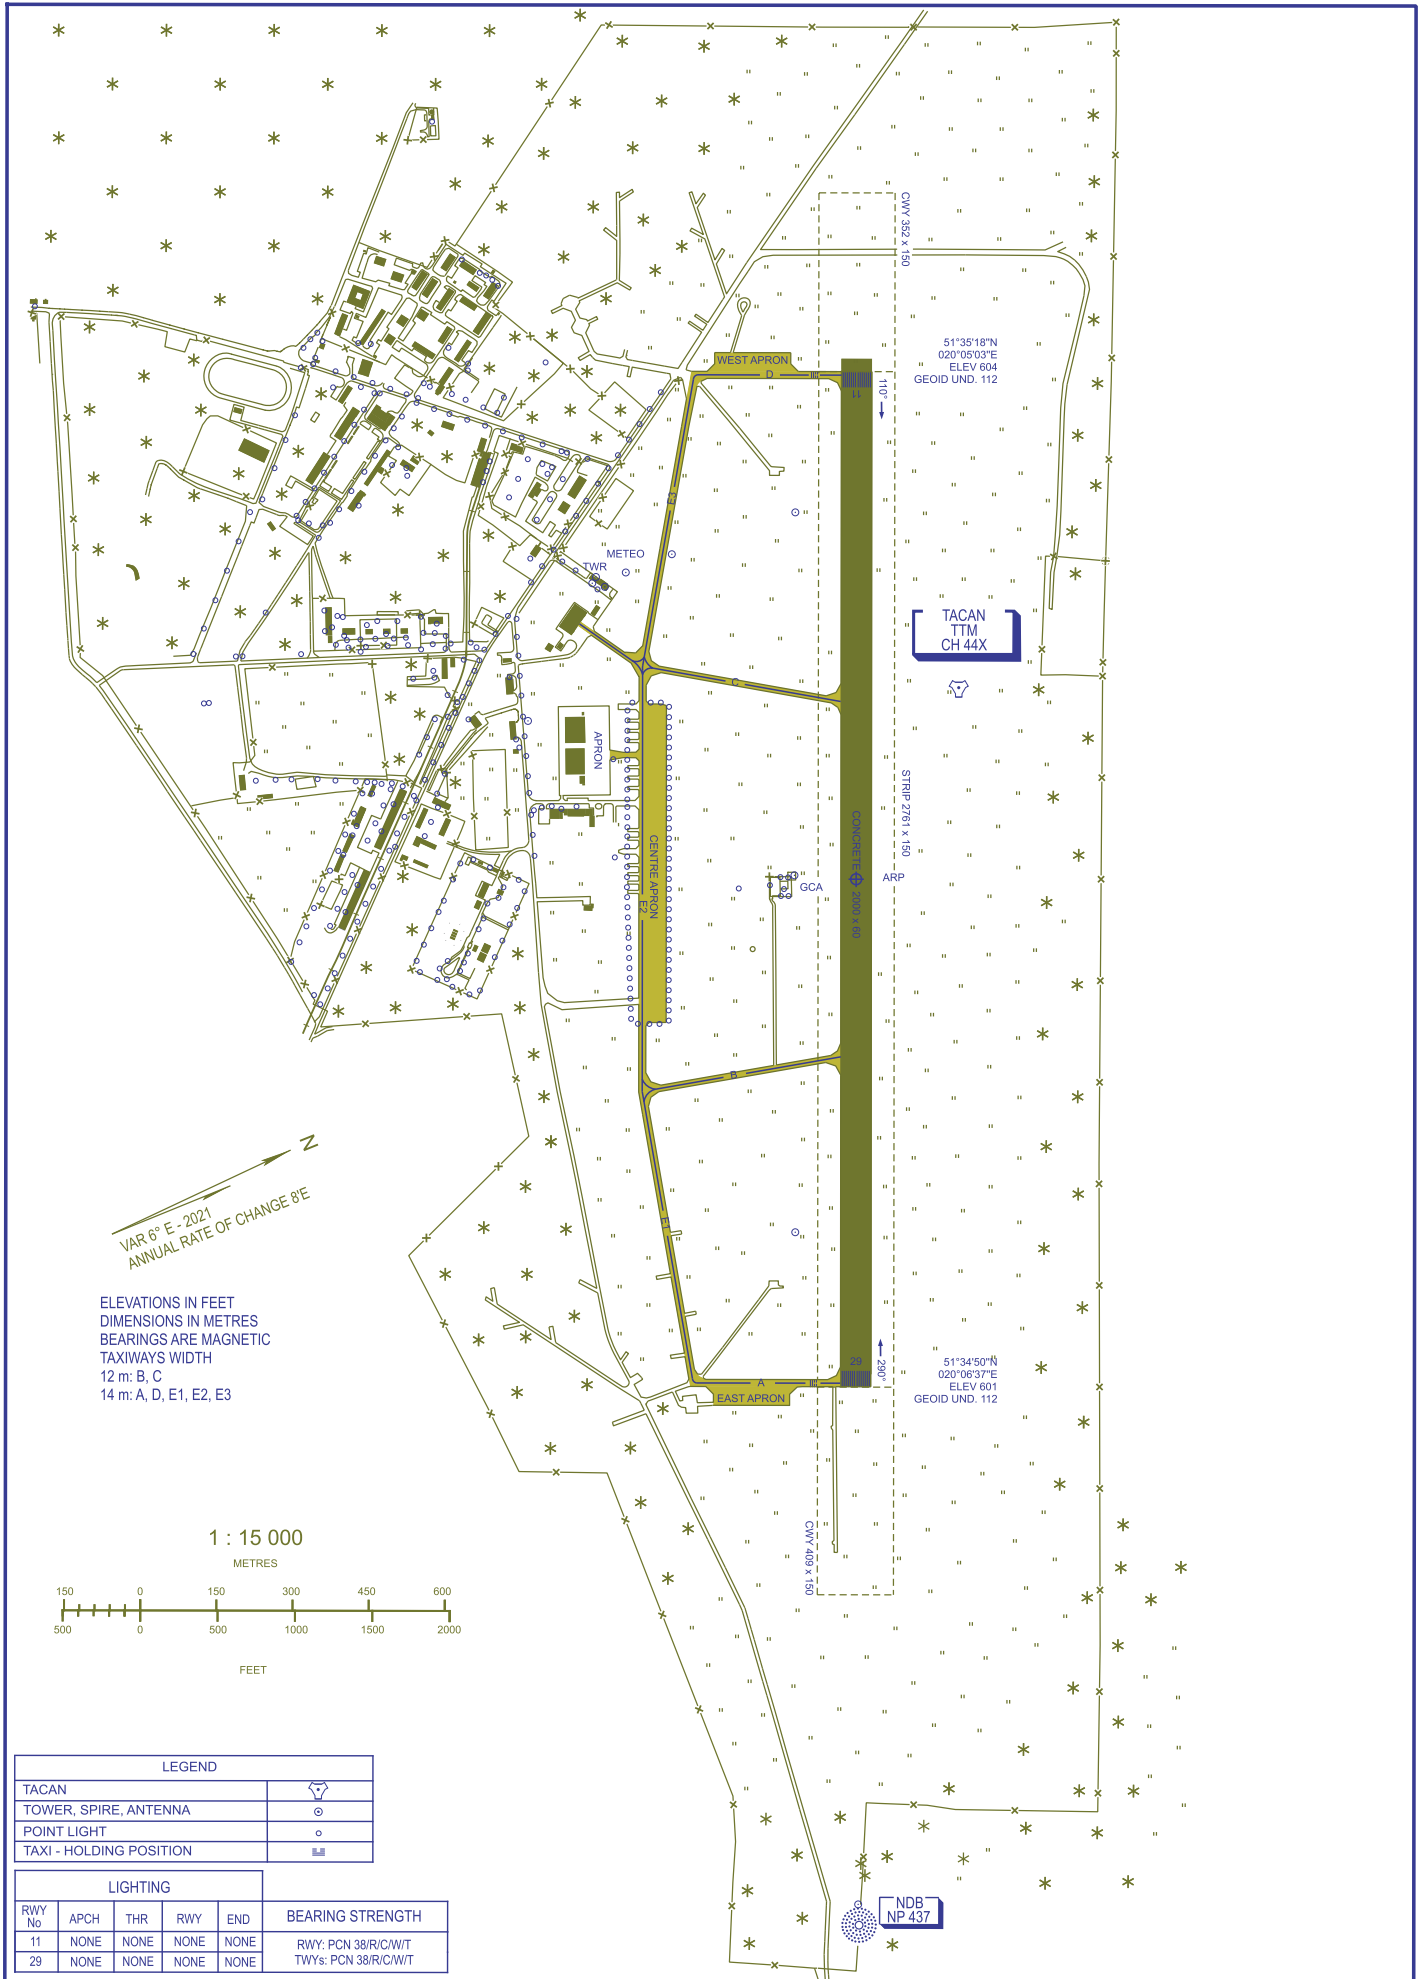 CWY 352 x 150
51°35'18"N
020°05'03"E
ELEV 604
GEOID UND. 112
WEST APRON
D
11
110°
E3
METEO
TWR
TACAN
TTM
CH 44X
C
APRON
CENTRE APRON
E2
STRIP 2761 x 150
CONCRETE 2000 x 60
ARP
GCA
B
N
VAR 6° E - 2021
ANNUAL RATE OF CHANGE 8'E
E1
ELEVATIONS IN FEET
DIMENSIONS IN METRES
BEARINGS ARE MAGNETIC
TAXIWAYS WIDTH
12 m: B, C
14 m: A, D, E1, E2, E3
29
290°
51°34'50"N
020°06'37"E
ELEV 601
GEOID UND. 112
A
EAST APRON
CWY 409 x 150
1 : 15 000
METRES
150 0 150 300 450 600
500 0 500 1000 1500 2000
FEET
LEGEND
TACAN
TOWER, SPIRE, ANTENNA
POINT LIGHT
TAXI - HOLDING POSITION
LIGHTING
RWY No APCH THR RWY END BEARING STRENGTH
11 NONE NONE NONE NONE RWY: PCN 38/R/C/W/T
29 NONE NONE NONE NONE TWYs: PCN 38/R/C/W/T
NDB
NP 437